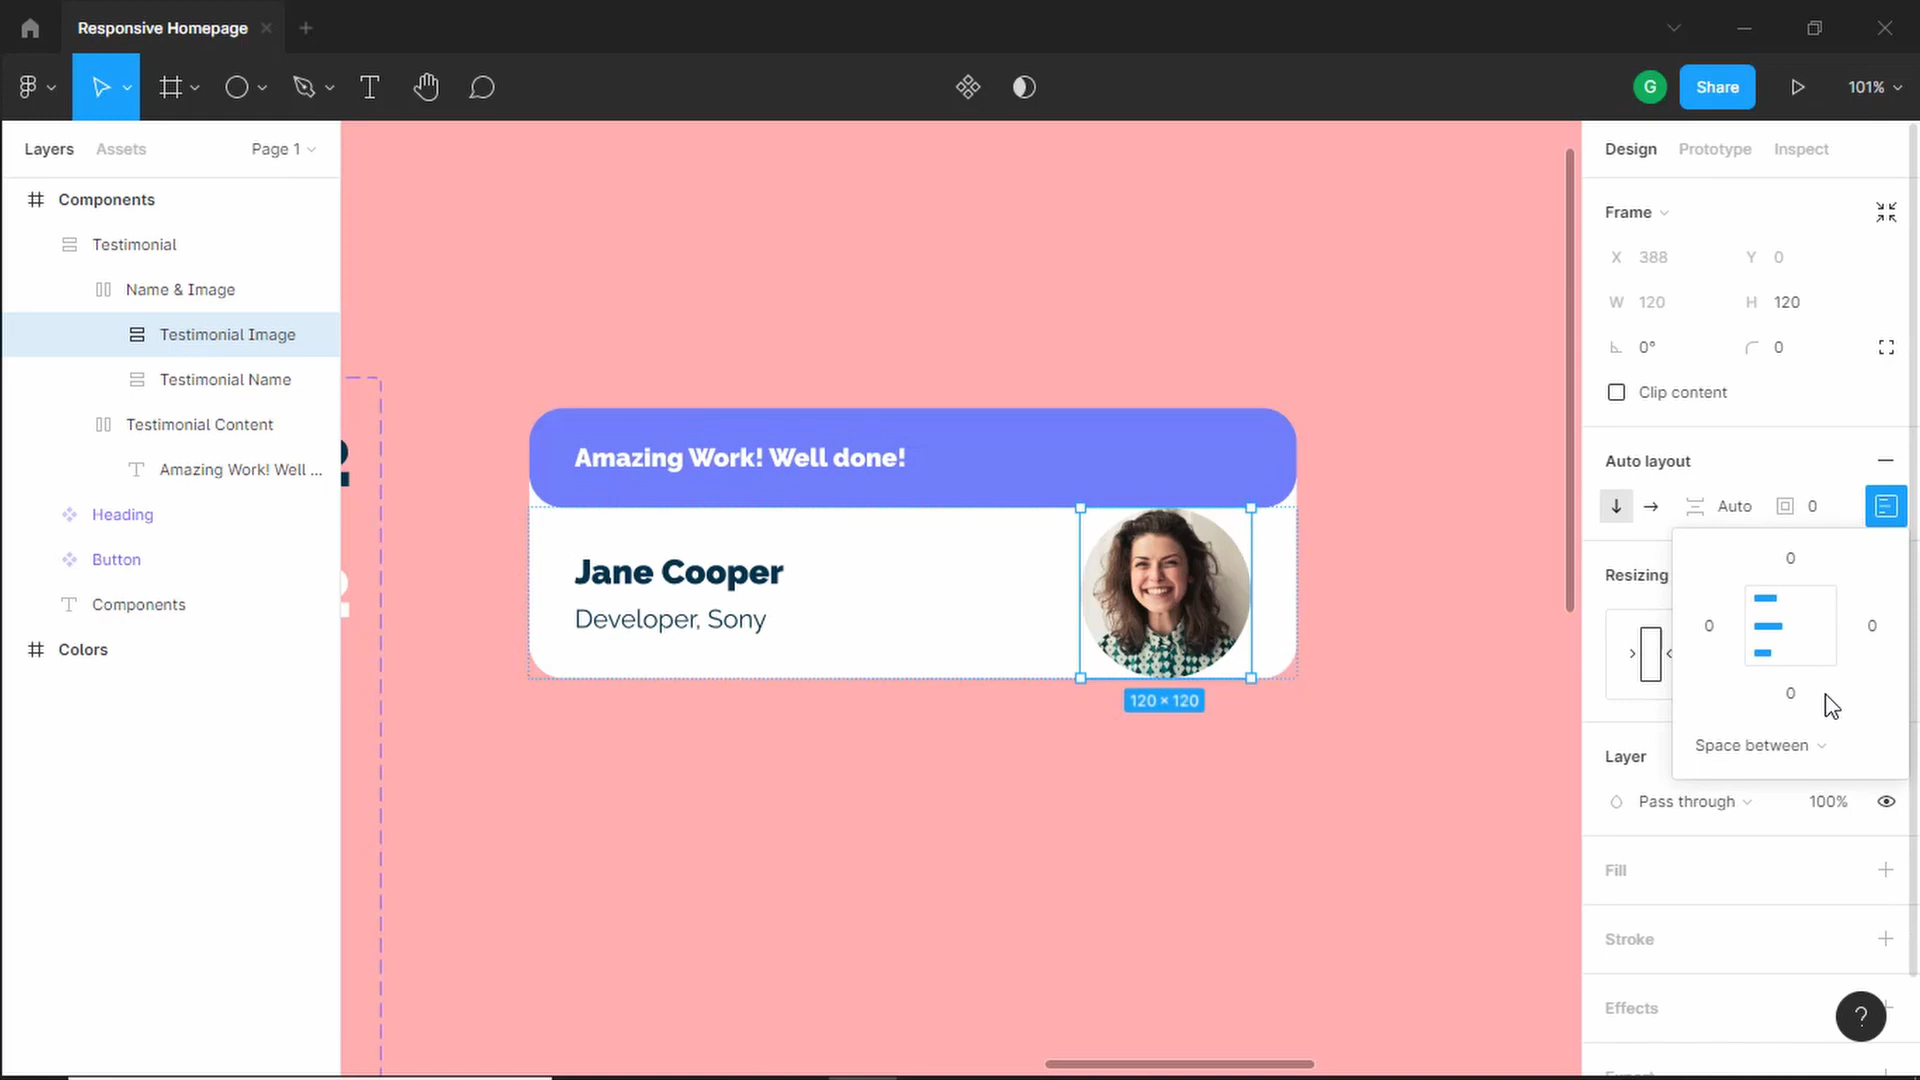 Responsive Homepage
G
Share
101%
Layers
Assets
Page 1
Components
Testimonial
Name & Image
Testimonial Image
Testimonial Name
Testimonial Content
Amazing Work! Well ...
Heading
Button
Components
Colors
Amazing Work! Well done!
Jane Cooper
Developer, Sony
120 × 120
Design
Prototype
Inspect
Frame
X 388
Y 0
W 120
H 120
0°
0
Clip content
Auto layout
Auto
0
Resizing
0
0
0
0
Space between
Layer
Pass through
100%
Fill
Stroke
Effects
?